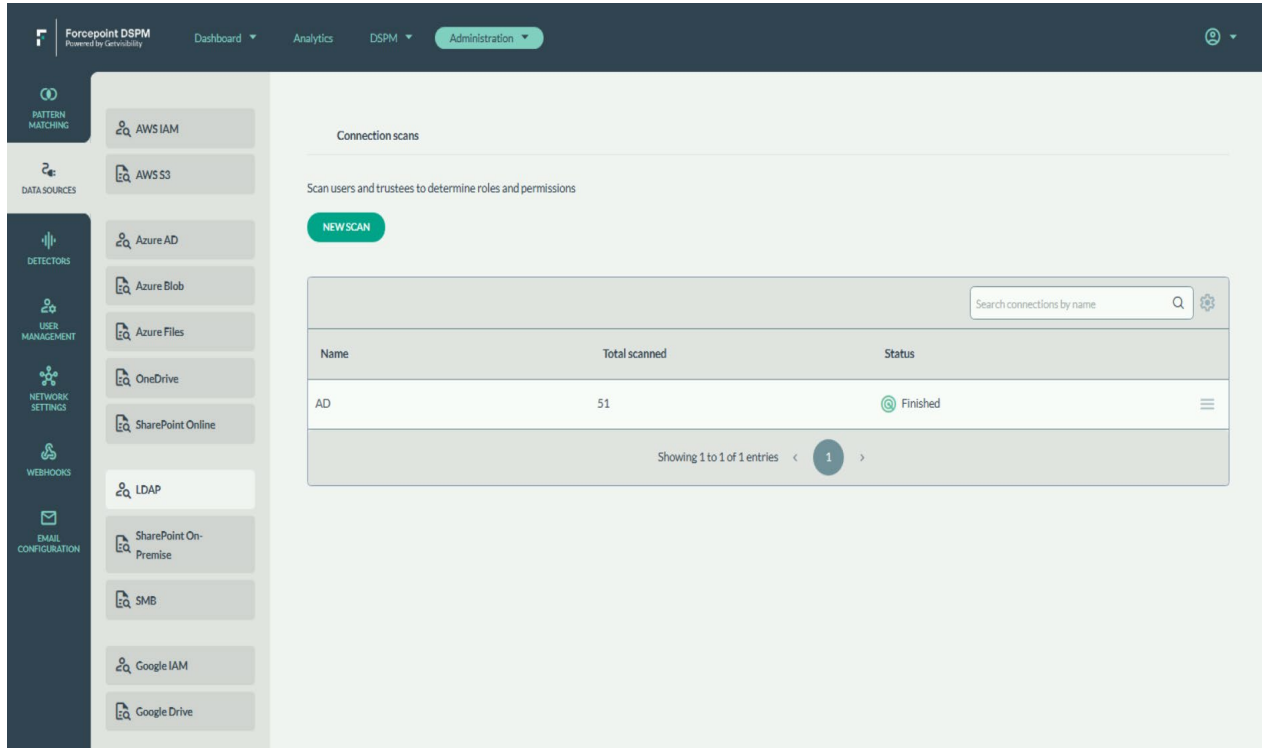 Forcepoint DSPM
Powered by Getvisibility
Dashboard
Analytics
DSPM
Administration
PATTERN
MATCHING
DATA SOURCES
DETECTORS
USER
MANAGEMENT
NETWORK
SETTINGS
WEBHOOKS
EMAIL
CONFIGURATION
AWS IAM
AWS S3
Azure AD
Azure Blob
Azure Files
OneDrive
SharePoint Online
LDAP
SharePoint On-
Premise
SMB
Google IAM
Google Drive
Connection scans
Scan users and trustees to determine roles and permissions
NEW SCAN
Search connections by name
Name Total scanned Status
AD 51 Finished
Showing 1 to 1 of 1 entries < 1 >